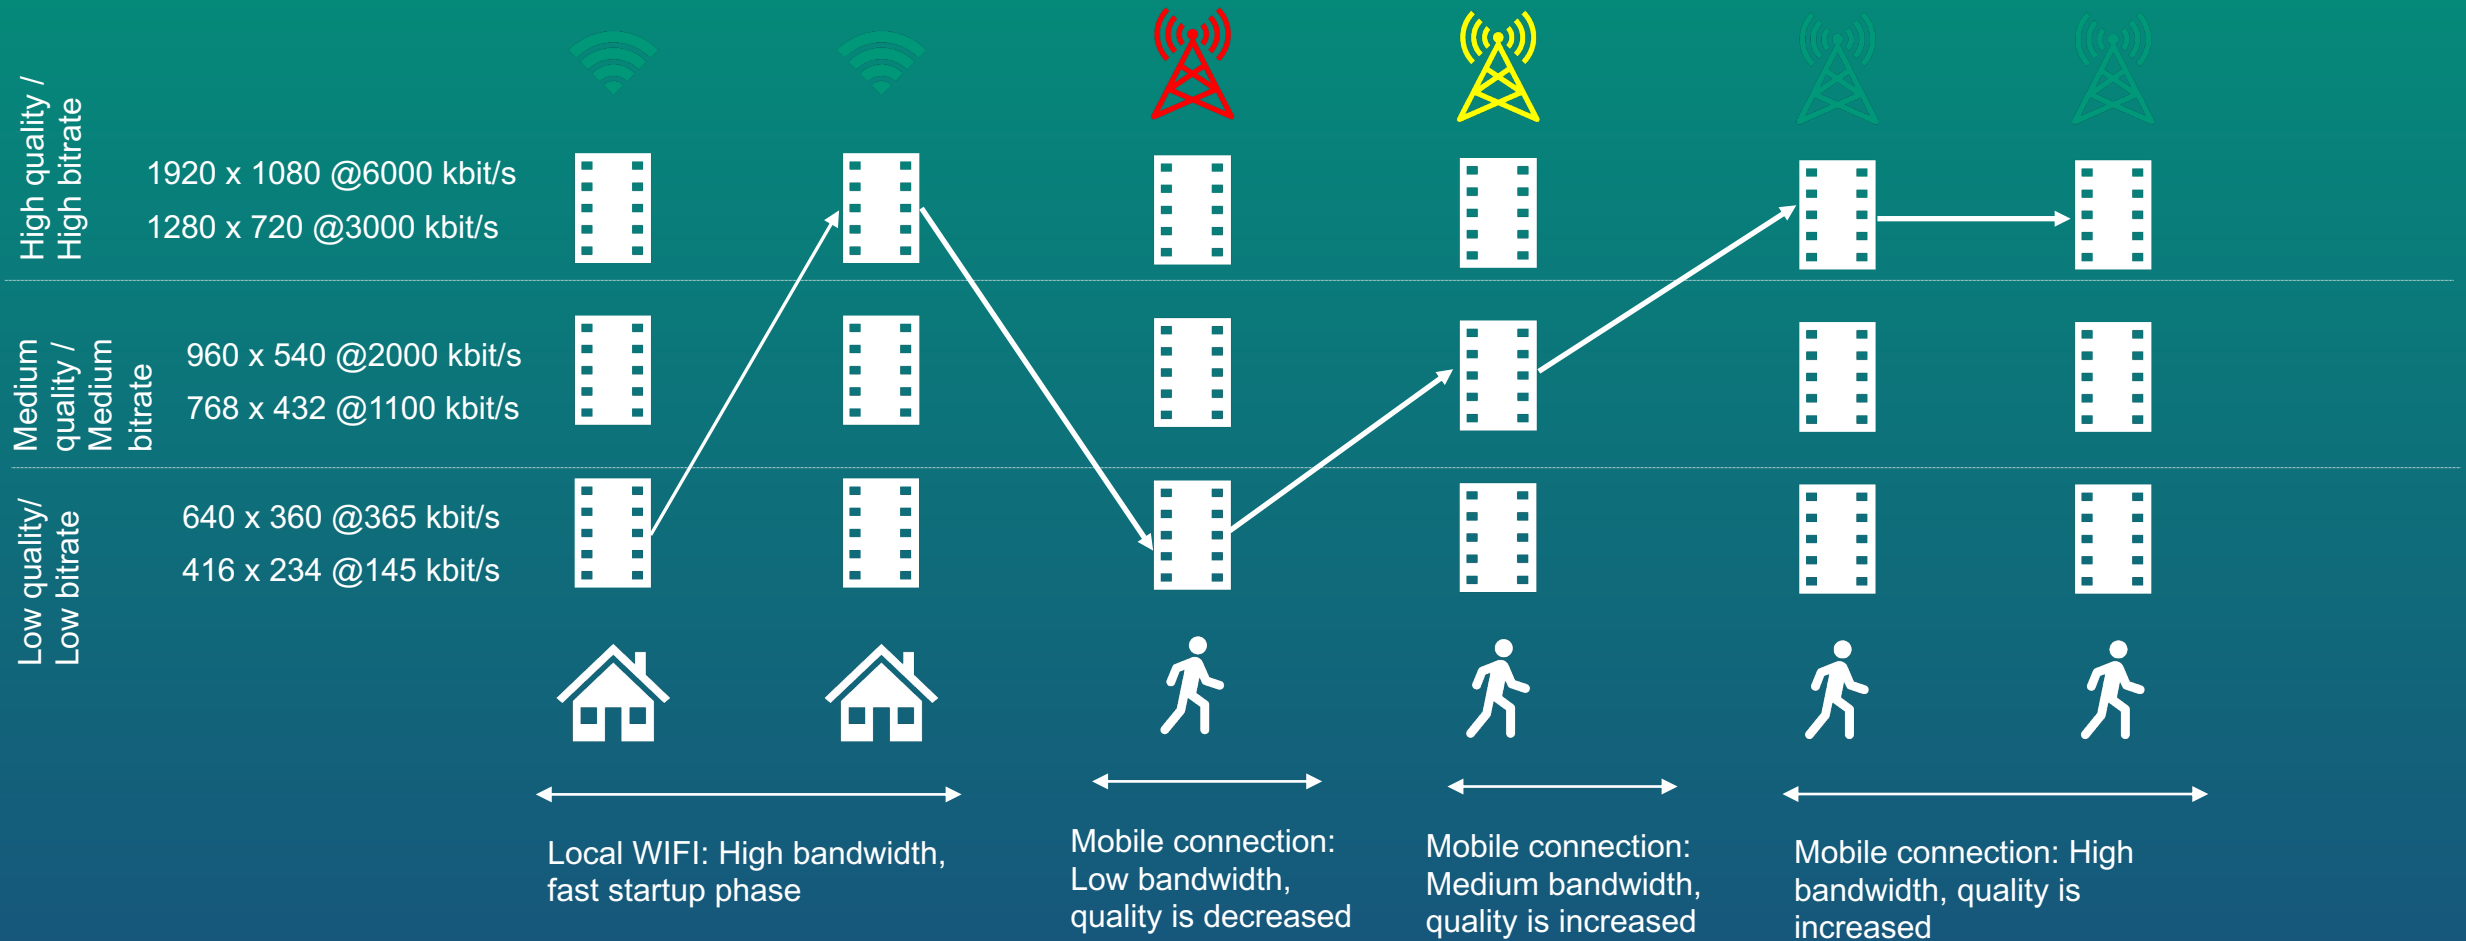 High quality /
High bitrate
1920 x 1080 @6000 kbit/s
1280 x 720 @3000 kbit/s
Medium
quality /
Medium
bitrate
960 x 540 @2000 kbit/s
768 x 432 @1100 kbit/s
Low quality/
Low bitrate
640 x 360 @365 kbit/s
416 x 234 @145 kbit/s
Local WIFI: High bandwidth,
fast startup phase
Mobile connection:
Low bandwidth,
quality is decreased
Mobile connection:
Medium bandwidth,
quality is increased
Mobile connection: High
bandwidth, quality is
increased